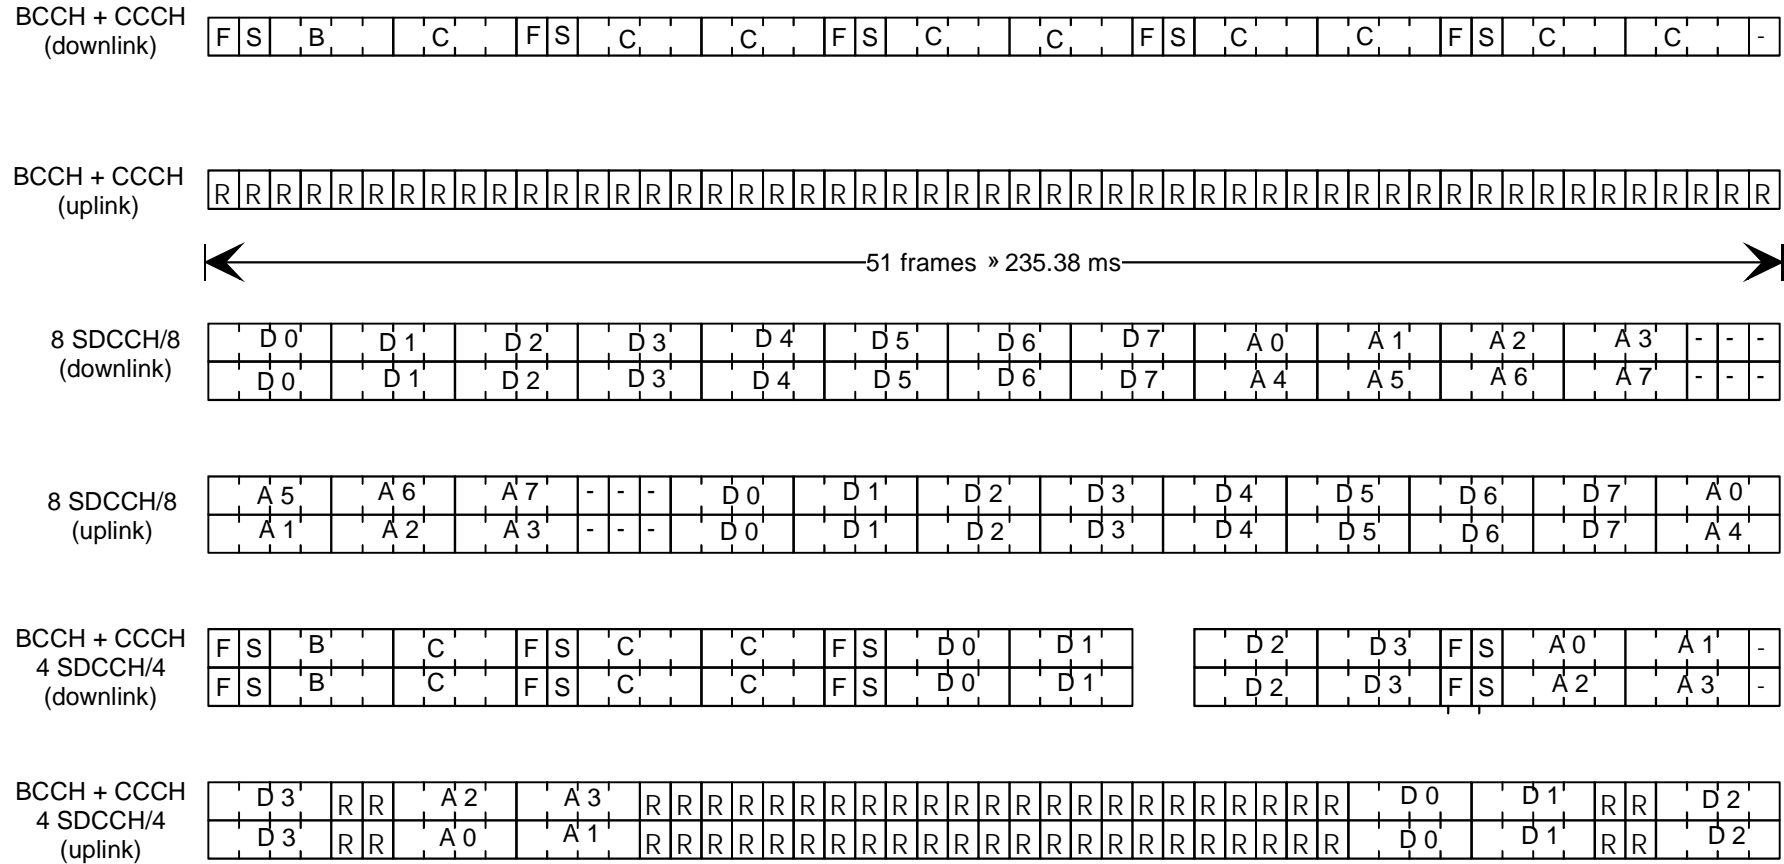 BCCH + CCCH
(downlink)
F S B C F S C C F S C C F S C C F S C C -
BCCH + CCCH
(uplink)
R R R R R R R R R R R R R R R R R R R R R R R R R R R R R R R R R R R R R R R R R R R R R R R R R R R
51 frames » 235.38 ms
8 SDCCH/8
(downlink)
D 0 D 1 D 2 D 3 D 4 D 5 D 6 D 7 A 0 A 1 A 2 A 3 - - -
D 0 D 1 D 2 D 3 D 4 D 5 D 6 D 7 A 4 A 5 A 6 A 7 - - -
8 SDCCH/8
(uplink)
A 5 A 6 A 7 - - - D 0 D 1 D 2 D 3 D 4 D 5 D 6 D 7 A 0
A 1 A 2 A 3 - - - D 0 D 1 D 2 D 3 D 4 D 5 D 6 D 7 A 4
BCCH + CCCH
4 SDCCH/4
(downlink)
F S B C F S C C F S D 0 D 1 D 2 D 3 F S A 0 A 1 -
F S B C F S C C F S D 0 D 1 D 2 D 3 F S A 2 A 3 -
BCCH + CCCH
4 SDCCH/4
(uplink)
D 3 R R A 2 A 3 R R R R R R R R R R R R R R R R R R R R R R R D 0 D 1 R R D 2
D 3 R R A 0 A 1 R R R R R R R R R R R R R R R R R R R R R R R D 0 D 1 R R D 2